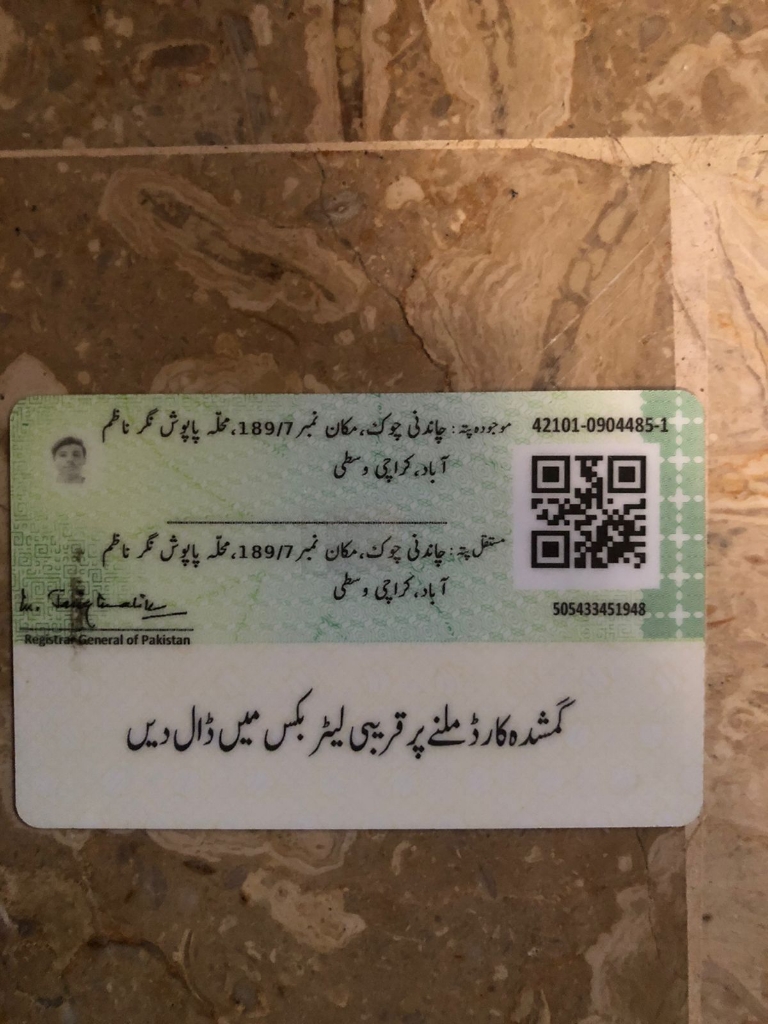 42101-0904485-1
موجودہ پتہ: چاندنی چوک، مکان نمبر 189/7، محلّہ پاپوش نگر ناظم
آباد، کراچی وسطی
مستقل پتہ: چاندنی چوک، مکان نمبر 189/7، محلّہ پاپوش نگر ناظم
آباد، کراچی وسطی
505433451948
Registrar General of Pakistan
گمشدہ کارڈ ملنے پر قریبی لیٹر بکس میں ڈال دیں